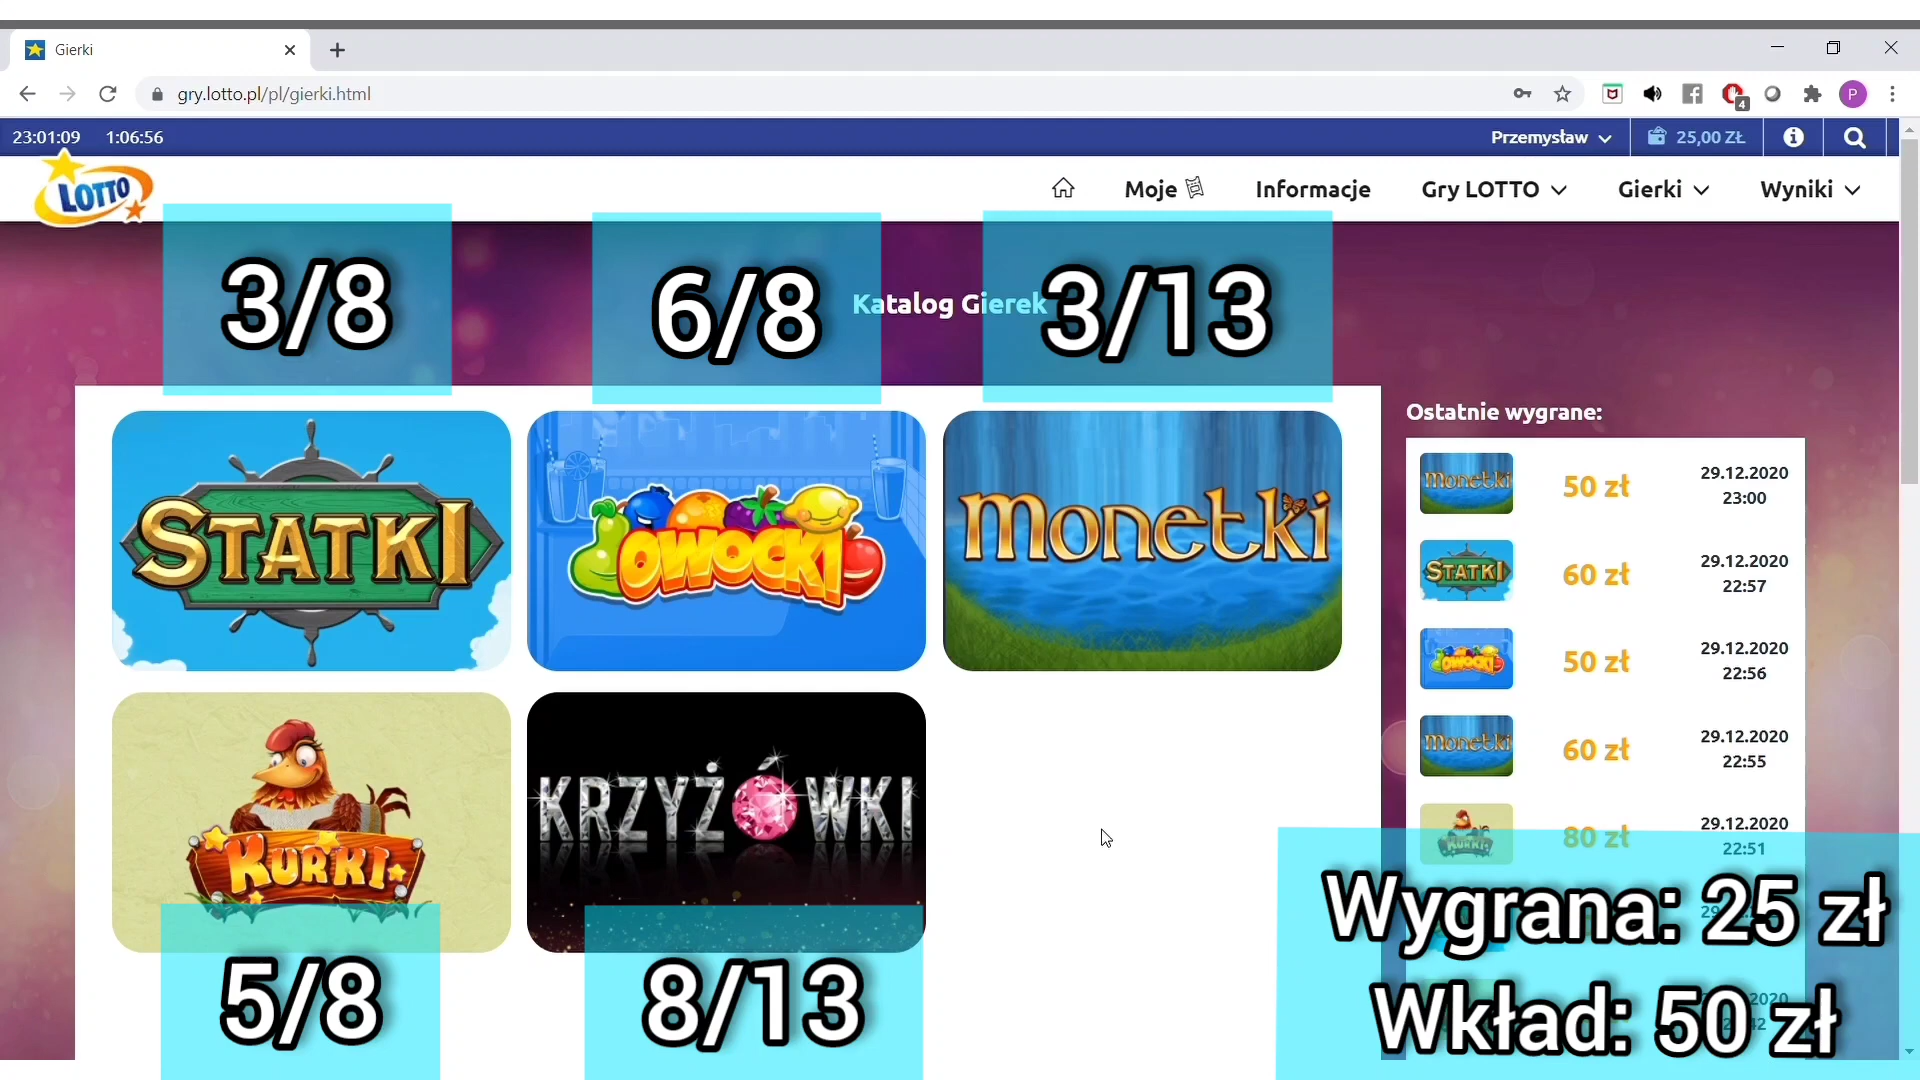 Gierki
gry.lotto.pl/pl/gierki.html
4
P
23:01:09 1:06:56
Przemysław
25,00 ZŁ
LOTTO
Moje
Informacje
Gry LOTTO
Gierki
Wyniki
3/8
6/8
3/13
Katalog Gierek
STATKI
OWOCKI
Monetki
KURKI
KRZYŻÓWKI
5/8
8/13
Ostatnie wygrane:
Monetki
50 zł
29.12.2020
23:00
STATKI
60 zł
29.12.2020
22:57
OWOCKI
50 zł
29.12.2020
22:56
Monetki
60 zł
29.12.2020
22:55
KURKI
80 zł
29.12.2020
22:51
Wygrana: 25 zł
Wkład: 50 zł